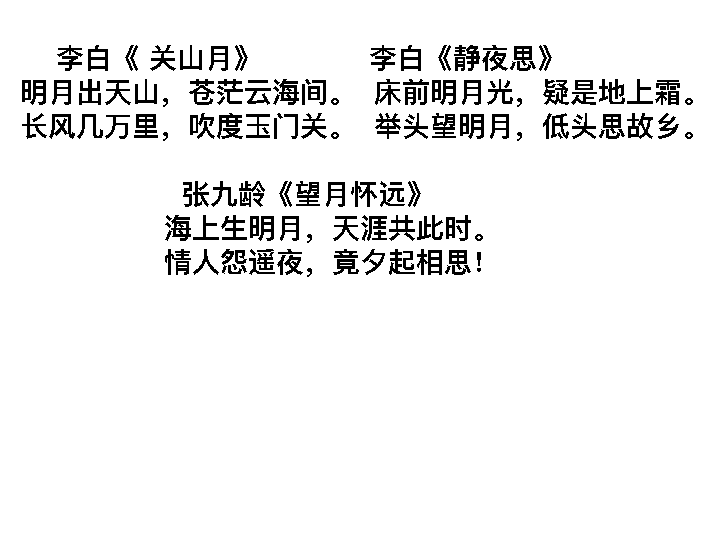 李白《 关山月》
明月出天山，苍茫云海间。
长风几万里，吹度玉门关。
李白《静夜思》
床前明月光，疑是地上霜。
举头望明月，低头思故乡。
张九龄《望月怀远》
海上生明月，天涯共此时。
情人怨遥夜，竟夕起相思！